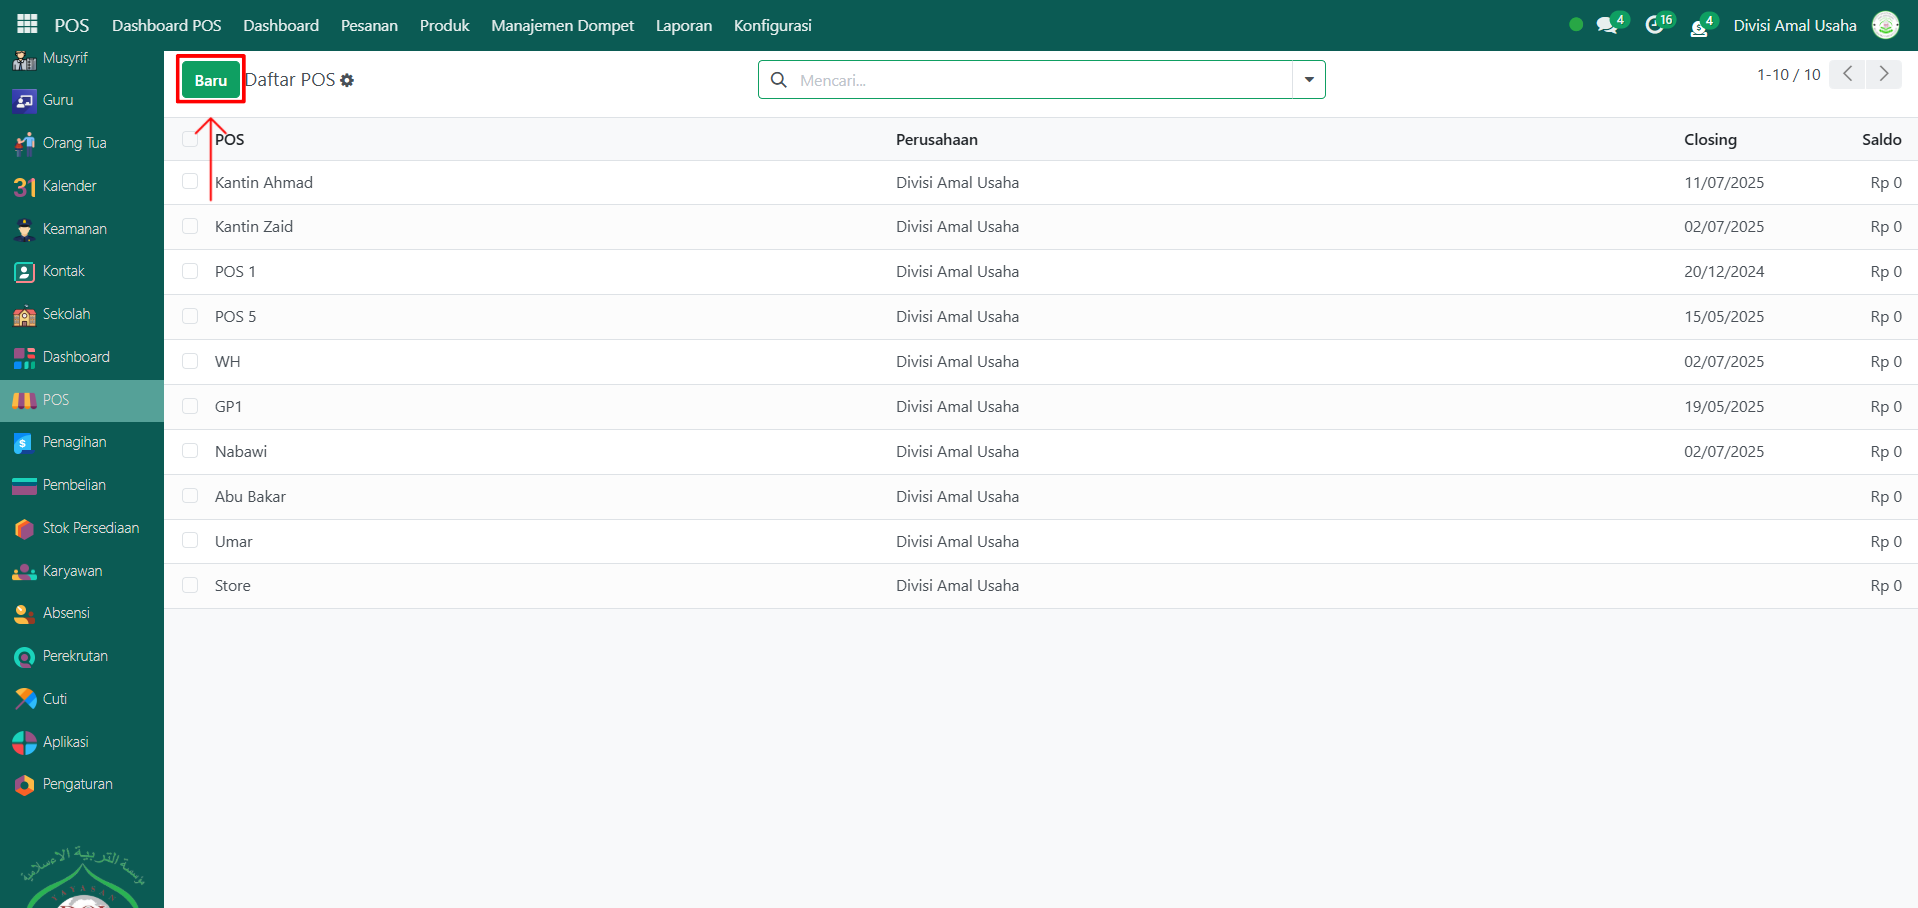 POS Dashboard POS Dashboard Pesanan Produk Manajemen Dompet Laporan Konfigurasi 4 16 4 Divisi Amal Usaha
Musyrif
Guru
Orang Tua
31 Kalender
Keamanan
Kontak
Sekolah
Dashboard
POS
Penagihan
Pembelian
Stok Persediaan
Karyawan
Absensi
Perekrutan
Cuti
Aplikasi
Pengaturan
مؤسسة التربية الإسلامية
Baru Daftar POS Mencari... 1-10 / 10
POS Perusahaan Closing Saldo
Kantin Ahmad Divisi Amal Usaha 11/07/2025 Rp 0
Kantin Zaid Divisi Amal Usaha 02/07/2025 Rp 0
POS 1 Divisi Amal Usaha 20/12/2024 Rp 0
POS 5 Divisi Amal Usaha 15/05/2025 Rp 0
WH Divisi Amal Usaha 02/07/2025 Rp 0
GP1 Divisi Amal Usaha 19/05/2025 Rp 0
Nabawi Divisi Amal Usaha 02/07/2025 Rp 0
Abu Bakar Divisi Amal Usaha Rp 0
Umar Divisi Amal Usaha Rp 0
Store Divisi Amal Usaha Rp 0